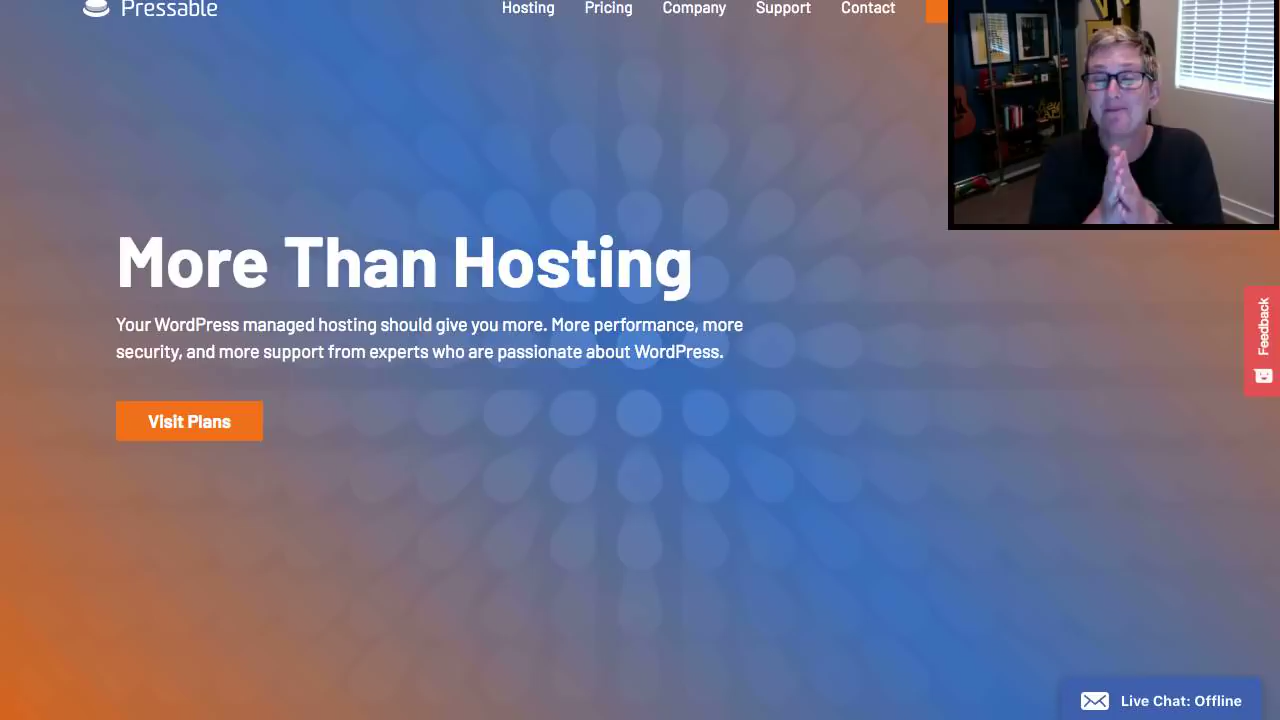 Pressable
Hosting Pricing Company Support Contact
More Than Hosting
Your WordPress managed hosting should give you more. More performance, more
security, and more support from experts who are passionate about WordPress.
Visit Plans
Feedback
Live Chat: Offline